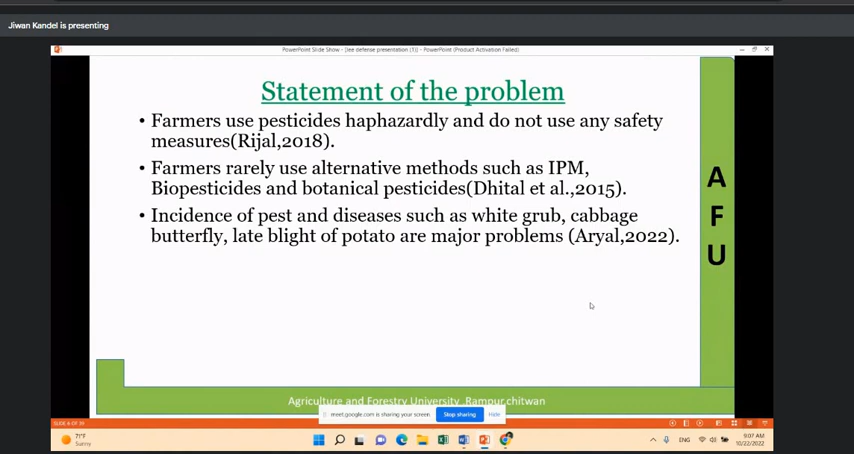 Jiwan Kandel is presenting
PowerPoint Slide Show - [lee defense presentation (1)] - PowerPoint (Product Activation Failed)
Statement of the problem
• Farmers use pesticides haphazardly and do not use any safety
measures(Rijal,2018).
• Farmers rarely use alternative methods such as IPM,
Biopesticides and botanical pesticides(Dhital et al.,2015).
• Incidence of pest and diseases such as white grub, cabbage
butterfly, late blight of potato are major problems (Aryal,2022).
A
F
U
Agriculture and Forestry University ,Rampur,chitwan
meet.google.com is sharing your screen
Stop sharing
Hide
71°F
Sunny
ENG
9:07 AM
10/22/2022